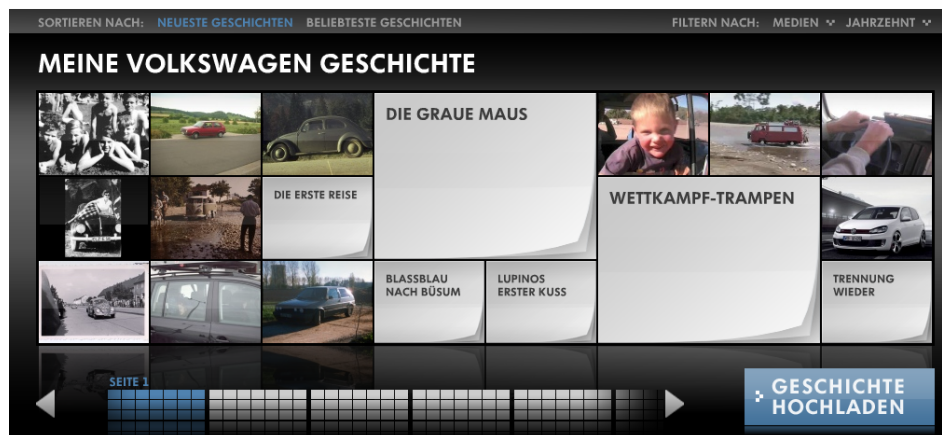 SORTIEREN NACH: NEUESTE GESCHICHTEN BELIEBTESTE GESCHICHTEN FILTERN NACH: MEDIEN JAHRZEHNT
MEINE VOLKSWAGEN GESCHICHTE
DIE GRAUE MAUS
DIE ERSTE REISE
WETTKAMPF-TRAMPEN
BLASSBLAU
NACH BÜSUM
LUPINOS
ERSTER KUSS
TRENNUNG
WIEDER
SEITE 1
GESCHICHTE
HOCHLADEN